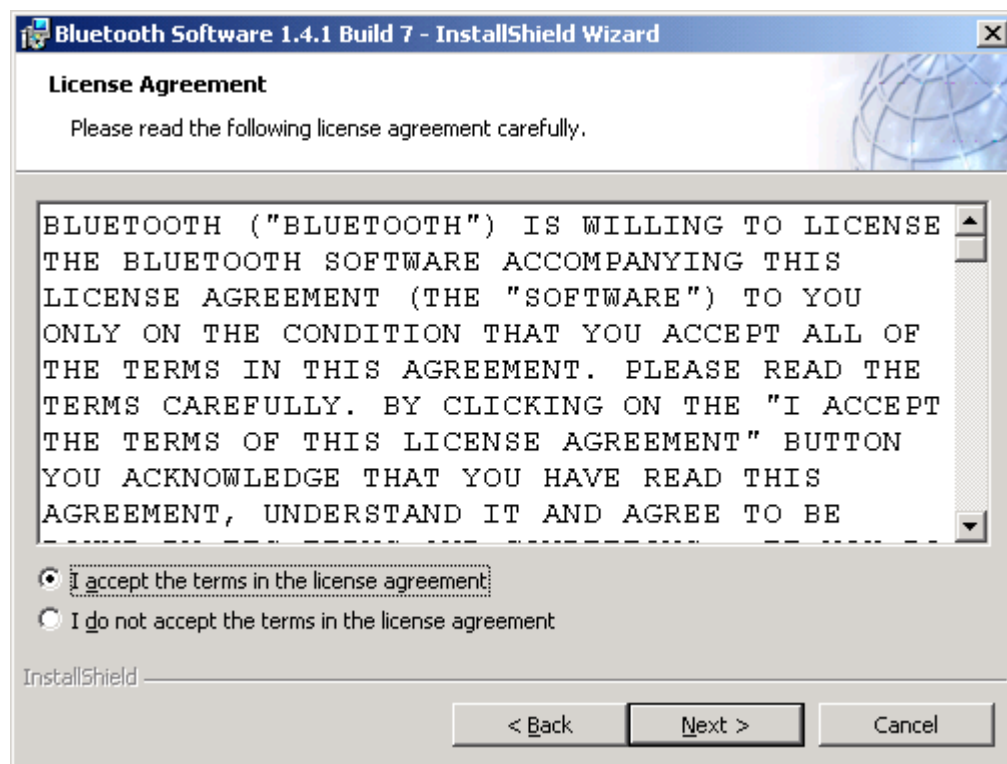 Bluetooth Software 1.4.1 Build 7 - InstallShield Wizard
License Agreement
Please read the following license agreement carefully.
BLUETOOTH ("BLUETOOTH") IS WILLING TO LICENSE
THE BLUETOOTH SOFTWARE ACCOMPANYING THIS
LICENSE AGREEMENT (THE "SOFTWARE") TO YOU
ONLY ON THE CONDITION THAT YOU ACCEPT ALL OF
THE TERMS IN THIS AGREEMENT. PLEASE READ THE
TERMS CAREFULLY. BY CLICKING ON THE "I ACCEPT
THE TERMS OF THIS LICENSE AGREEMENT" BUTTON
YOU ACKNOWLEDGE THAT YOU HAVE READ THIS
AGREEMENT, UNDERSTAND IT AND AGREE TO BE
I accept the terms in the license agreement
I do not accept the terms in the license agreement
InstallShield
< Back
Next >
Cancel